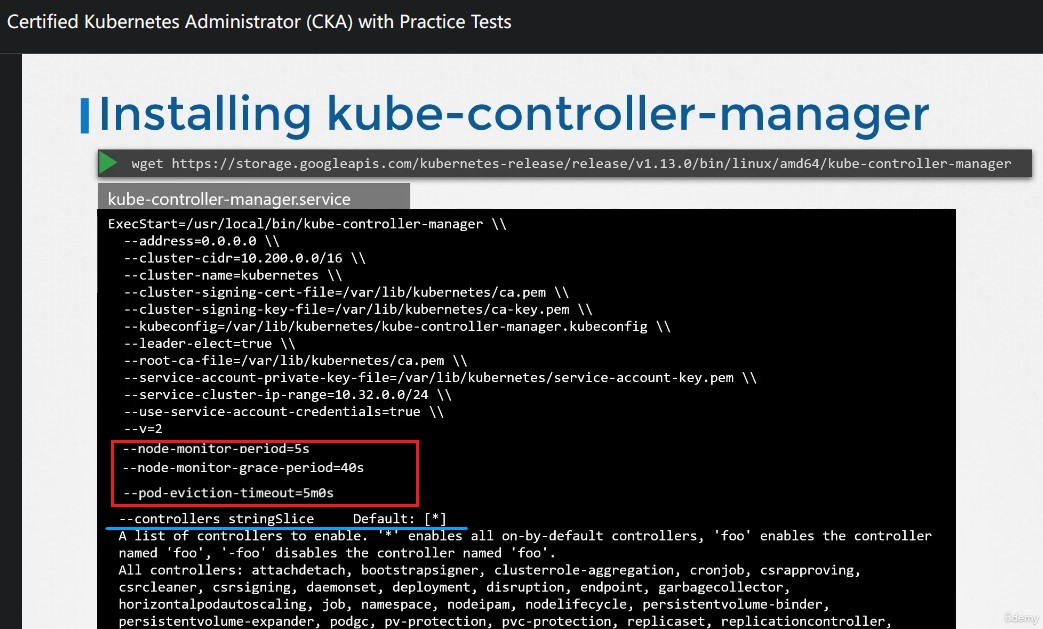 Certified Kubernetes Administrator (CKA) with Practice Tests
Installing kube-controller-manager
wget https://storage.googleapis.com/kubernetes-release/release/v1.13.0/bin/linux/amd64/kube-controller-manager
kube-controller-manager.service
ExecStart=/usr/local/bin/kube-controller-manager \\
--address=0.0.0.0 \\
--cluster-cidr=10.200.0.0/16 \\
--cluster-name=kubernetes \\
--cluster-signing-cert-file=/var/lib/kubernetes/ca.pem \\
--cluster-signing-key-file=/var/lib/kubernetes/ca-key.pem \\
--kubeconfig=/var/lib/kubernetes/kube-controller-manager.kubeconfig \\
--leader-elect=true \\
--root-ca-file=/var/lib/kubernetes/ca.pem \\
--service-account-private-key-file=/var/lib/kubernetes/service-account-key.pem \\
--service-cluster-ip-range=10.32.0.0/24 \\
--use-service-account-credentials=true \\
--v=2
--node-monitor-period=5s
--node-monitor-grace-period=40s
--pod-eviction-timeout=5m0s
--controllers stringSlice Default: [*]
A list of controllers to enable. '*' enables all on-by-default controllers, 'foo' enables the controller
named 'foo', '-foo' disables the controller named 'foo'.
All controllers: attachdetach, bootstrapsigner, clusterrole-aggregation, cronjob, csrapproving,
csrcleaner, csrsigning, daemonset, deployment, disruption, endpoint, garbagecollector,
horizontalpodautoscaling, job, namespace, nodeipam, nodelifecycle, persistentvolume-binder,
persistentvolume-expander, podgc, pv-protection, pvc-protection, replicaset, replicationcontroller,
ûdemy